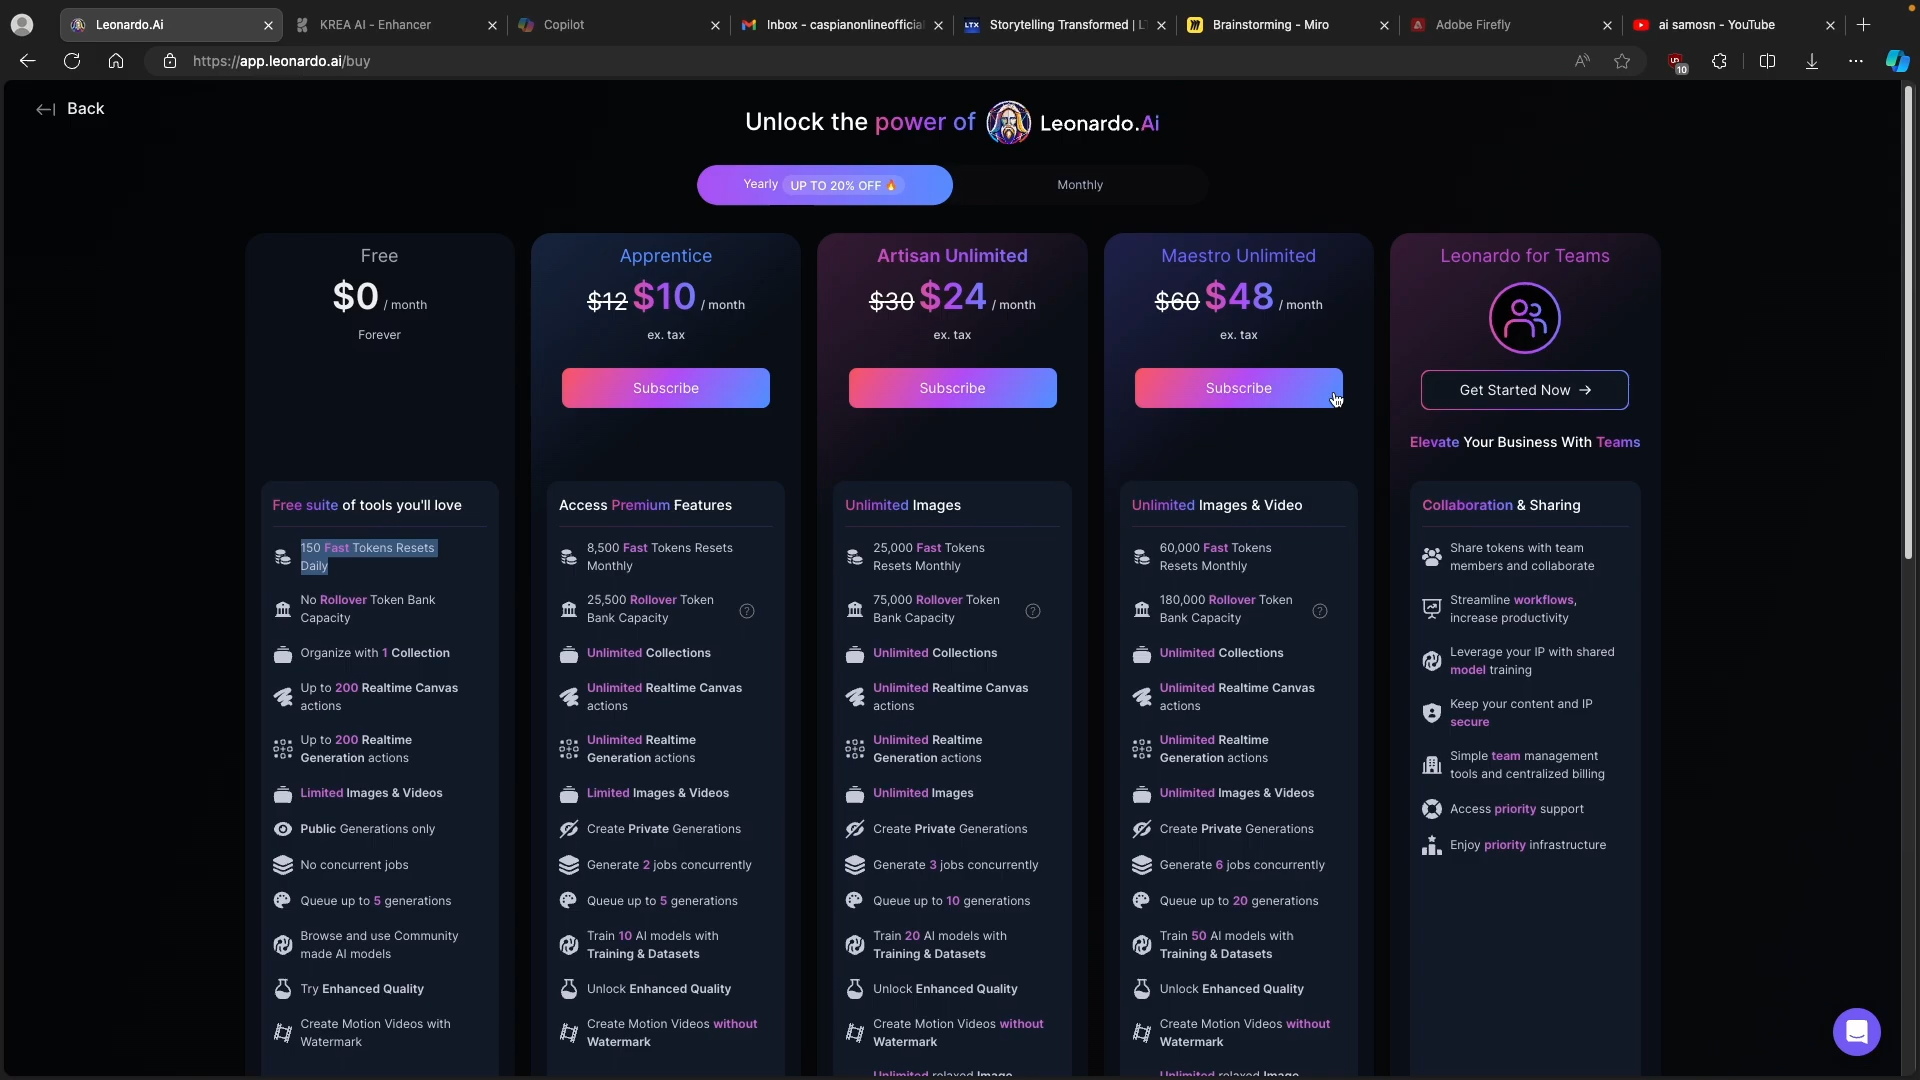 Leonardo.Ai
KREA AI - Enhancer
Copilot
Inbox - caspianonlineofficial
LTX
Storytelling Transformed | LT
Brainstorming - Miro
Adobe Firefly
ai samosn - YouTube
https://app.leonardo.ai/buy
10
Back
Unlock the power of Leonardo.Ai
Yearly UP TO 20% OFF 🔥
Monthly
Free
$0 / month
Forever
Free suite of tools you'll love
150 Fast Tokens Resets
Daily
No Rollover Token Bank
Capacity
Organize with 1 Collection
Up to 200 Realtime Canvas
actions
Up to 200 Realtime
Generation actions
Limited Images & Videos
Public Generations only
No concurrent jobs
Queue up to 5 generations
Browse and use Community
made AI models
Try Enhanced Quality
Create Motion Videos with
Watermark
Apprentice
$12 $10 / month
ex. tax
Subscribe
Access Premium Features
8,500 Fast Tokens Resets
Monthly
25,500 Rollover Token
Bank Capacity
Unlimited Collections
Unlimited Realtime Canvas
actions
Unlimited Realtime
Generation actions
Limited Images & Videos
Create Private Generations
Generate 2 jobs concurrently
Queue up to 5 generations
Train 10 AI models with
Training & Datasets
Unlock Enhanced Quality
Create Motion Videos without
Watermark
Artisan Unlimited
$30 $24 / month
ex. tax
Subscribe
Unlimited Images
25,000 Fast Tokens
Resets Monthly
75,000 Rollover Token
Bank Capacity
Unlimited Collections
Unlimited Realtime Canvas
actions
Unlimited Realtime
Generation actions
Unlimited Images
Create Private Generations
Generate 3 jobs concurrently
Queue up to 10 generations
Train 20 AI models with
Training & Datasets
Unlock Enhanced Quality
Create Motion Videos without
Watermark
Unlimited relaxed Image
Maestro Unlimited
$60 $48 / month
ex. tax
Subscribe
Unlimited Images & Video
60,000 Fast Tokens
Resets Monthly
180,000 Rollover Token
Bank Capacity
Unlimited Collections
Unlimited Realtime Canvas
actions
Unlimited Realtime
Generation actions
Unlimited Images & Videos
Create Private Generations
Generate 6 jobs concurrently
Queue up to 20 generations
Train 50 AI models with
Training & Datasets
Unlock Enhanced Quality
Create Motion Videos without
Watermark
Unlimited relaxed Image
Leonardo for Teams
Get Started Now →
Elevate Your Business With Teams
Collaboration & Sharing
Share tokens with team
members and collaborate
Streamline workflows,
increase productivity
Leverage your IP with shared
model training
Keep your content and IP
secure
Simple team management
tools and centralized billing
Access priority support
Enjoy priority infrastructure